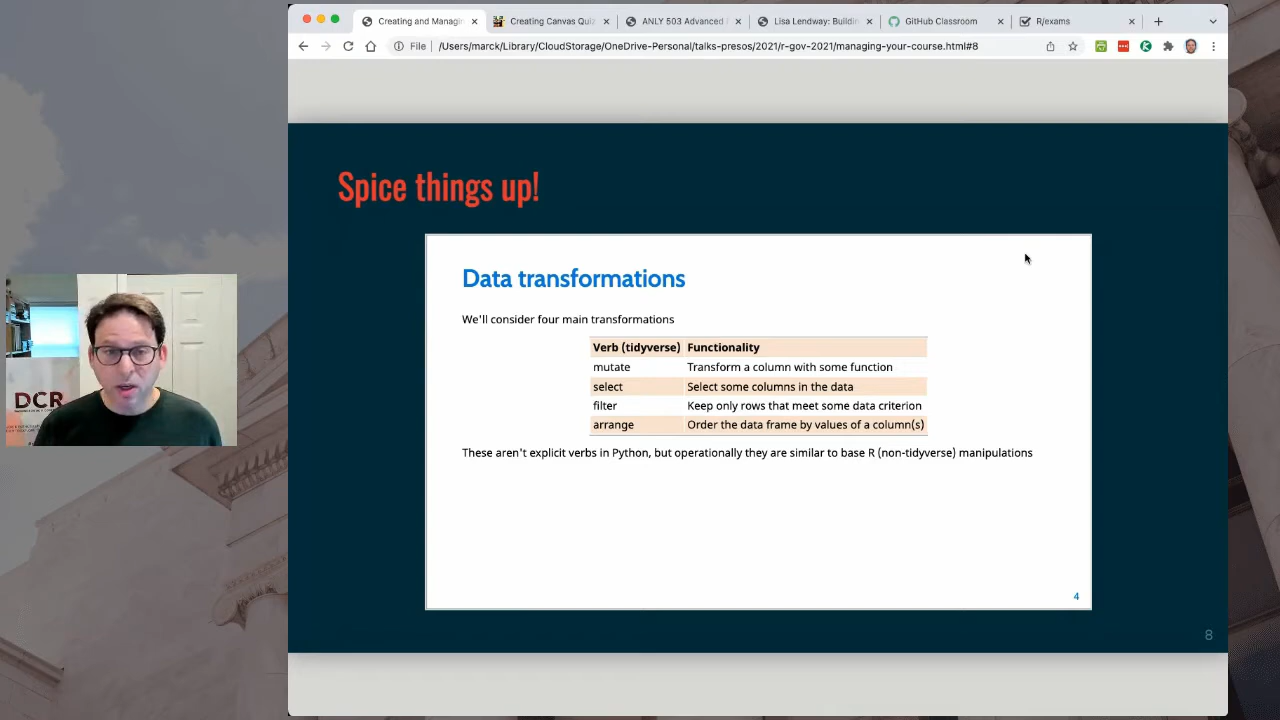 Creating and Managin
Creating Canvas Quiz
ANLY 503 Advanced
Lisa Lendway: Buildin
GitHub Classroom
R/exams
File
/Users/marck/Library/CloudStorage/OneDrive-Personal/talks-presos/2021/r-gov-2021/managing-your-course.html#8
Spice things up!
Data transformations
We'll consider four main transformations
Verb (tidyverse) Functionality
mutate Transform a column with some function
select Select some columns in the data
filter Keep only rows that meet some data criterion
arrange Order the data frame by values of a column(s)
These aren't explicit verbs in Python, but operationally they are similar to base R (non-tidyverse) manipulations
4
8
DCR